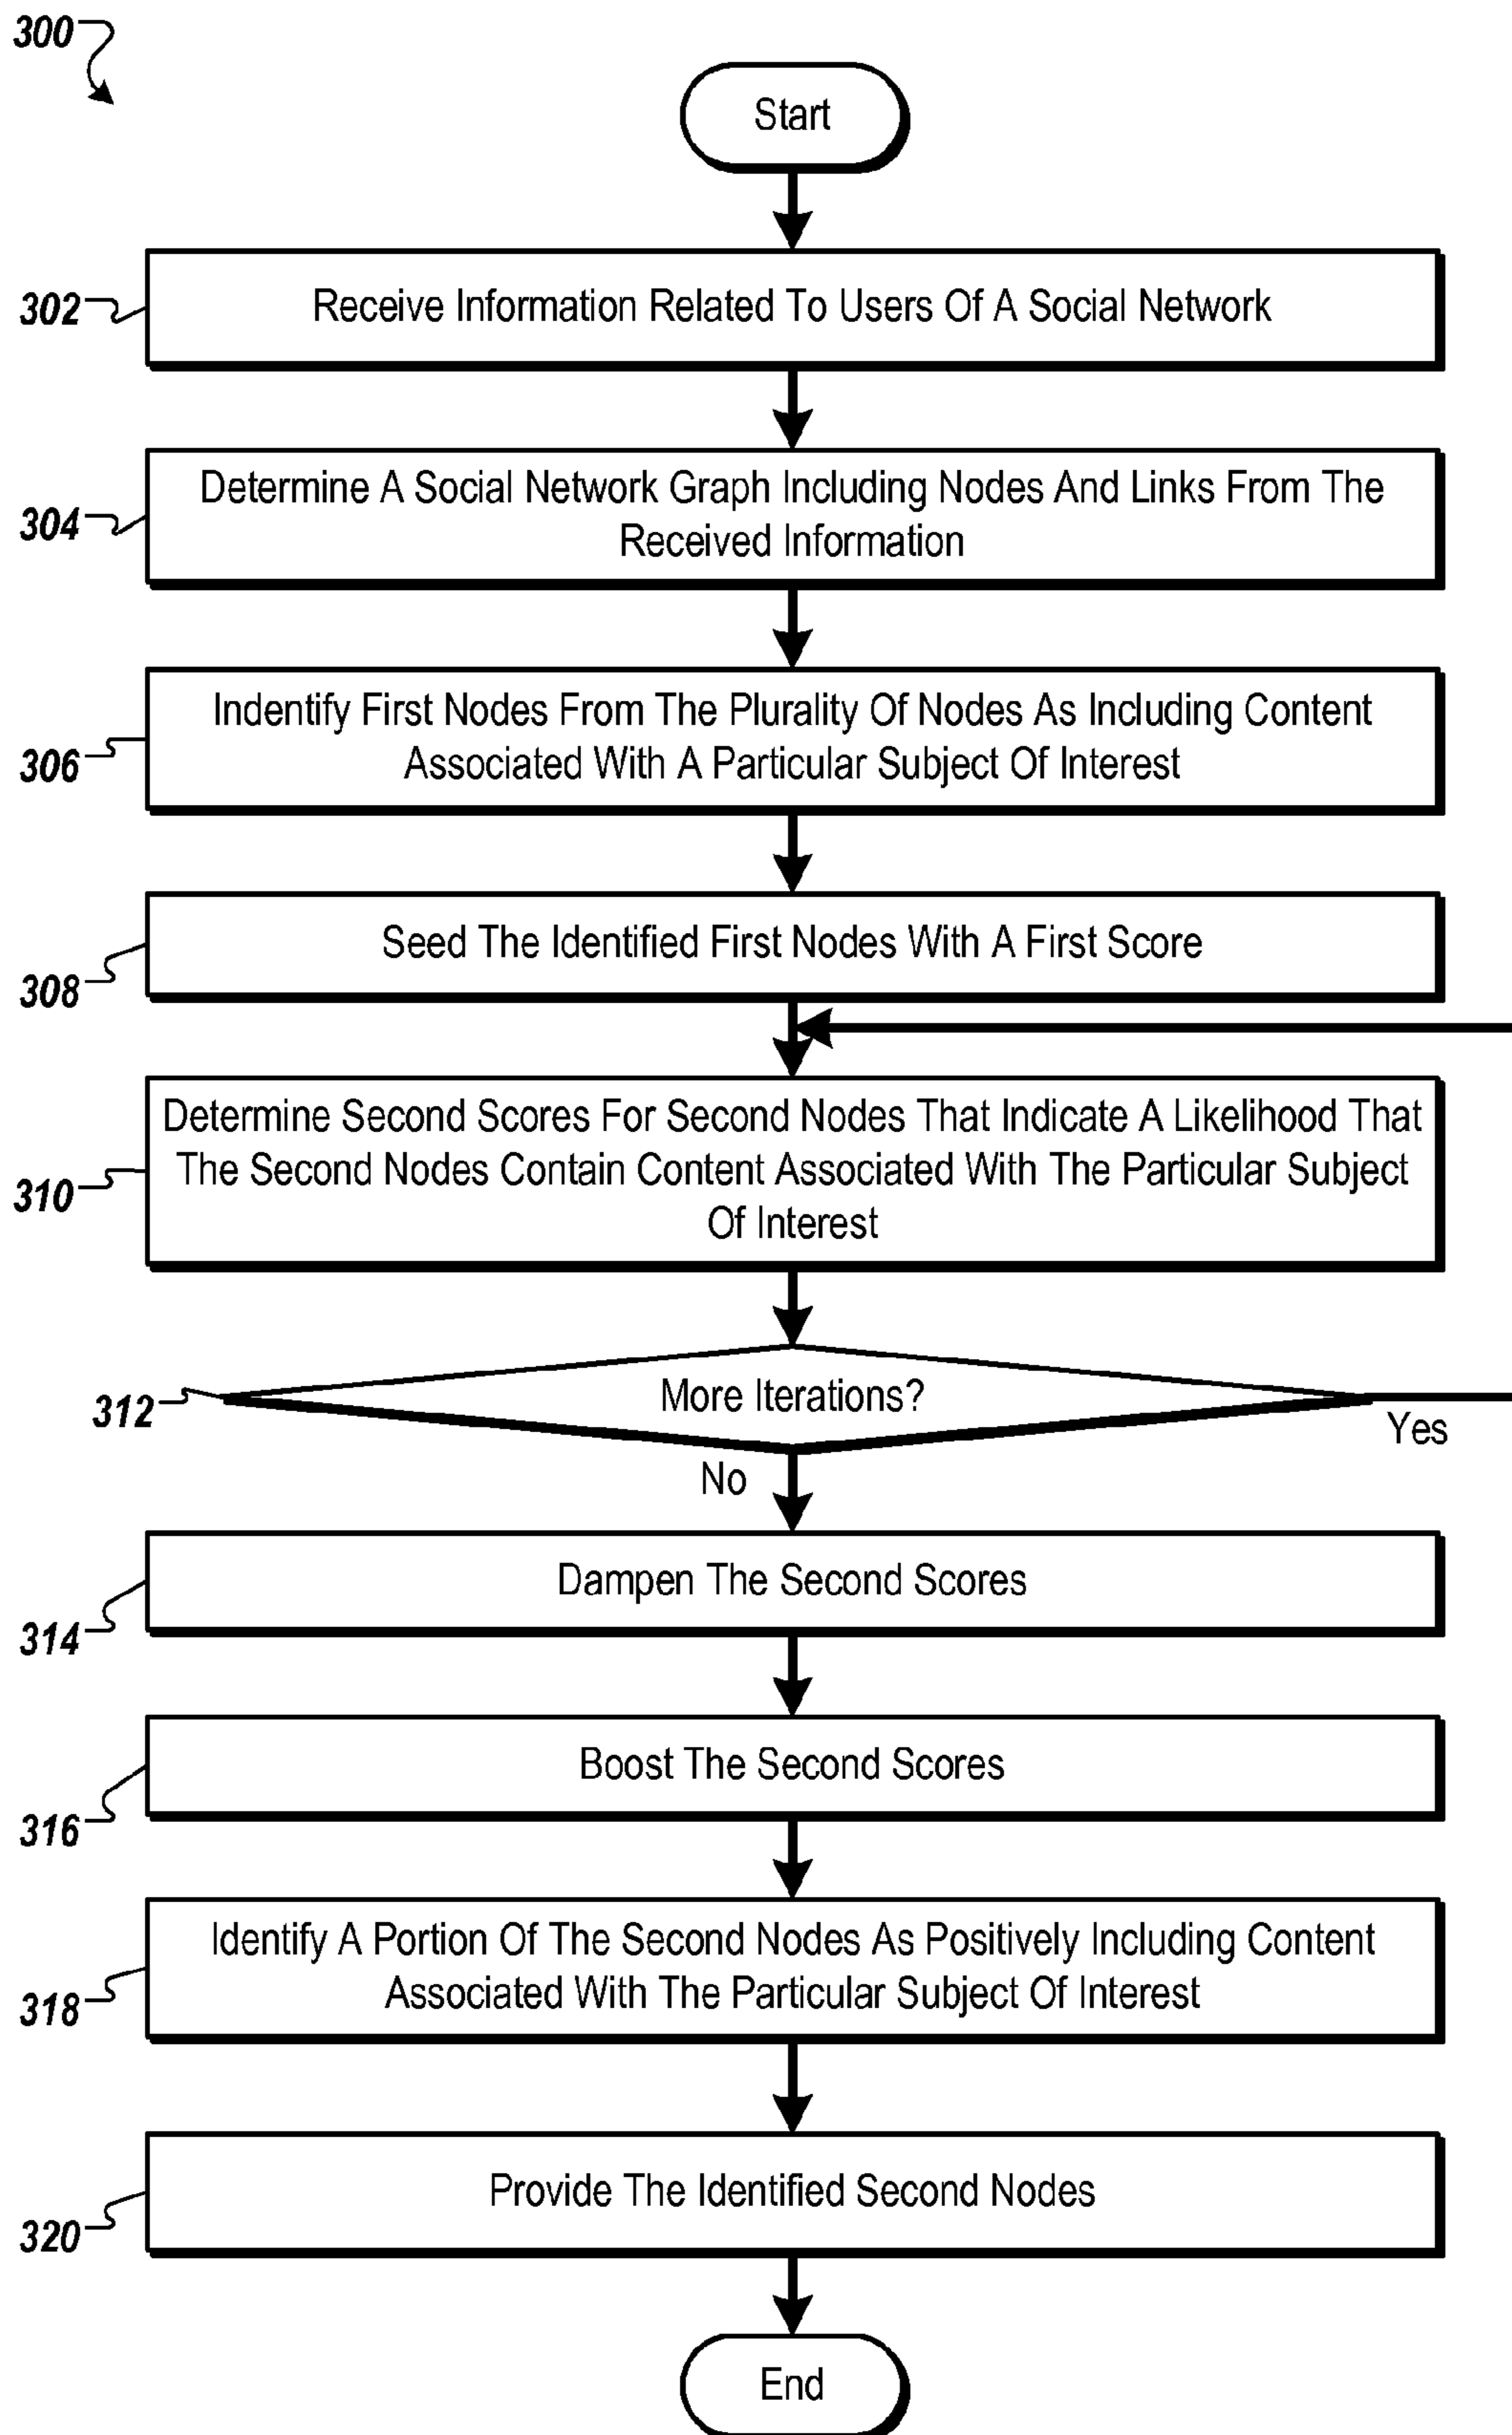 300
Start
302
Receive Information Related To Users Of A Social Network
304
Determine A Social Network Graph Including Nodes And Links From The
Received Information
306
Indentify First Nodes From The Plurality Of Nodes As Including Content
Associated With A Particular Subject Of Interest
308
Seed The Identified First Nodes With A First Score
310
Determine Second Scores For Second Nodes That Indicate A Likelihood That
The Second Nodes Contain Content Associated With The Particular Subject
Of Interest
312
More Iterations?
Yes
No
314
Dampen The Second Scores
316
Boost The Second Scores
318
Identify A Portion Of The Second Nodes As Positively Including Content
Associated With The Particular Subject Of Interest
320
Provide The Identified Second Nodes
End